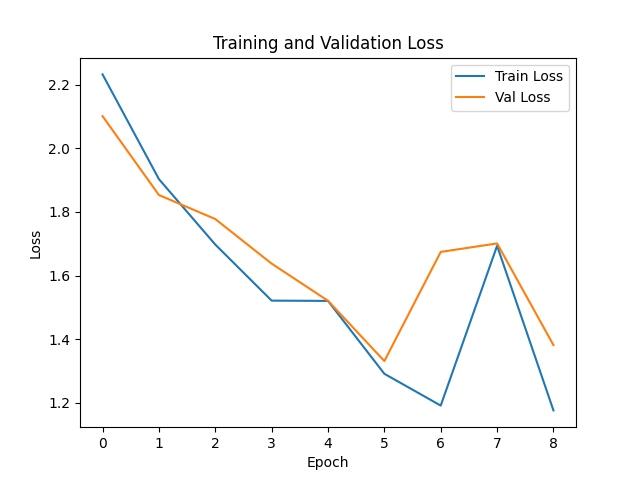 Training and Validation Loss
Train Loss
Val Loss
2.2
2.0
1.8
1.6
1.4
1.2
Loss
0 1 2 3 4 5 6 7 8
Epoch